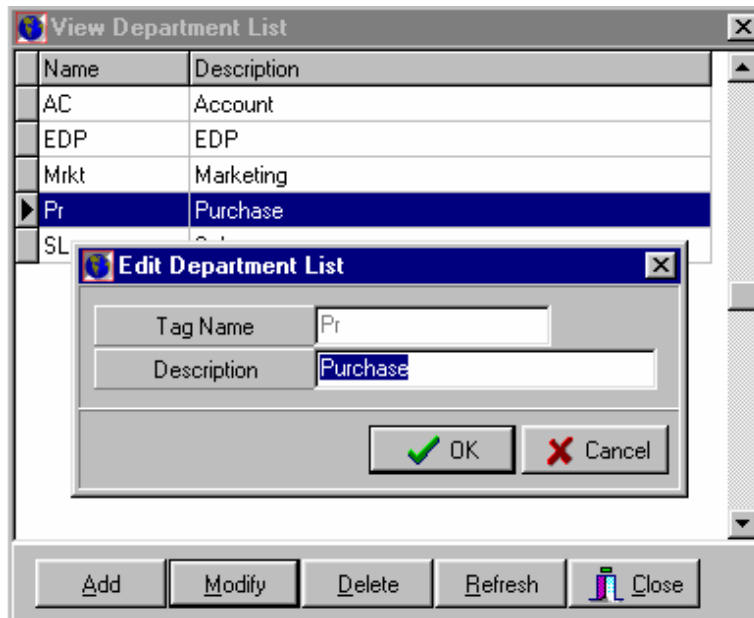 View Department List
Name Description
AC Account
EDP EDP
Mrkt Marketing
Pr Purchase
SL
Edit Department List
Tag Name Pr
Description Purchase
OK Cancel
Add Modify Delete Refresh Close